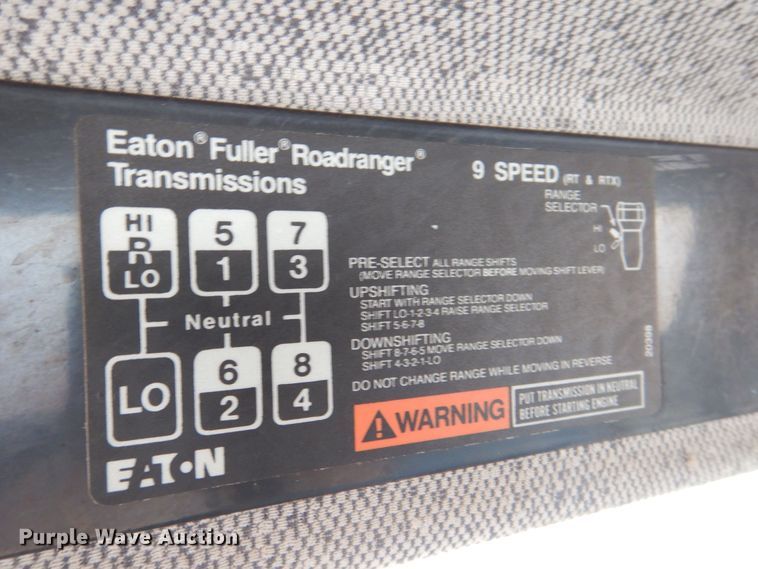 Eaton® Fuller® Roadranger®
Transmissions
9 SPEED (RT & RTX)
RANGE
SELECTOR
HI
LO
HI
R
LO
5
1
7
3
Neutral
LO
6
2
8
4
PRE-SELECT ALL RANGE SHIFTS
(MOVE RANGE SELECTOR BEFORE MOVING SHIFT LEVER)
UPSHIFTING
START WITH RANGE SELECTOR DOWN
SHIFT LO-1-2-3-4 RAISE RANGE SELECTOR
SHIFT 5-6-7-8
DOWNSHIFTING
SHIFT 8-7-6-5 MOVE RANGE SELECTOR DOWN
SHIFT 4-3-2-1-LO
DO NOT CHANGE RANGE WHILE MOVING IN REVERSE
WARNING
PUT TRANSMISSION IN NEUTRAL
BEFORE STARTING ENGINE
EATON
Purple Wave Auction